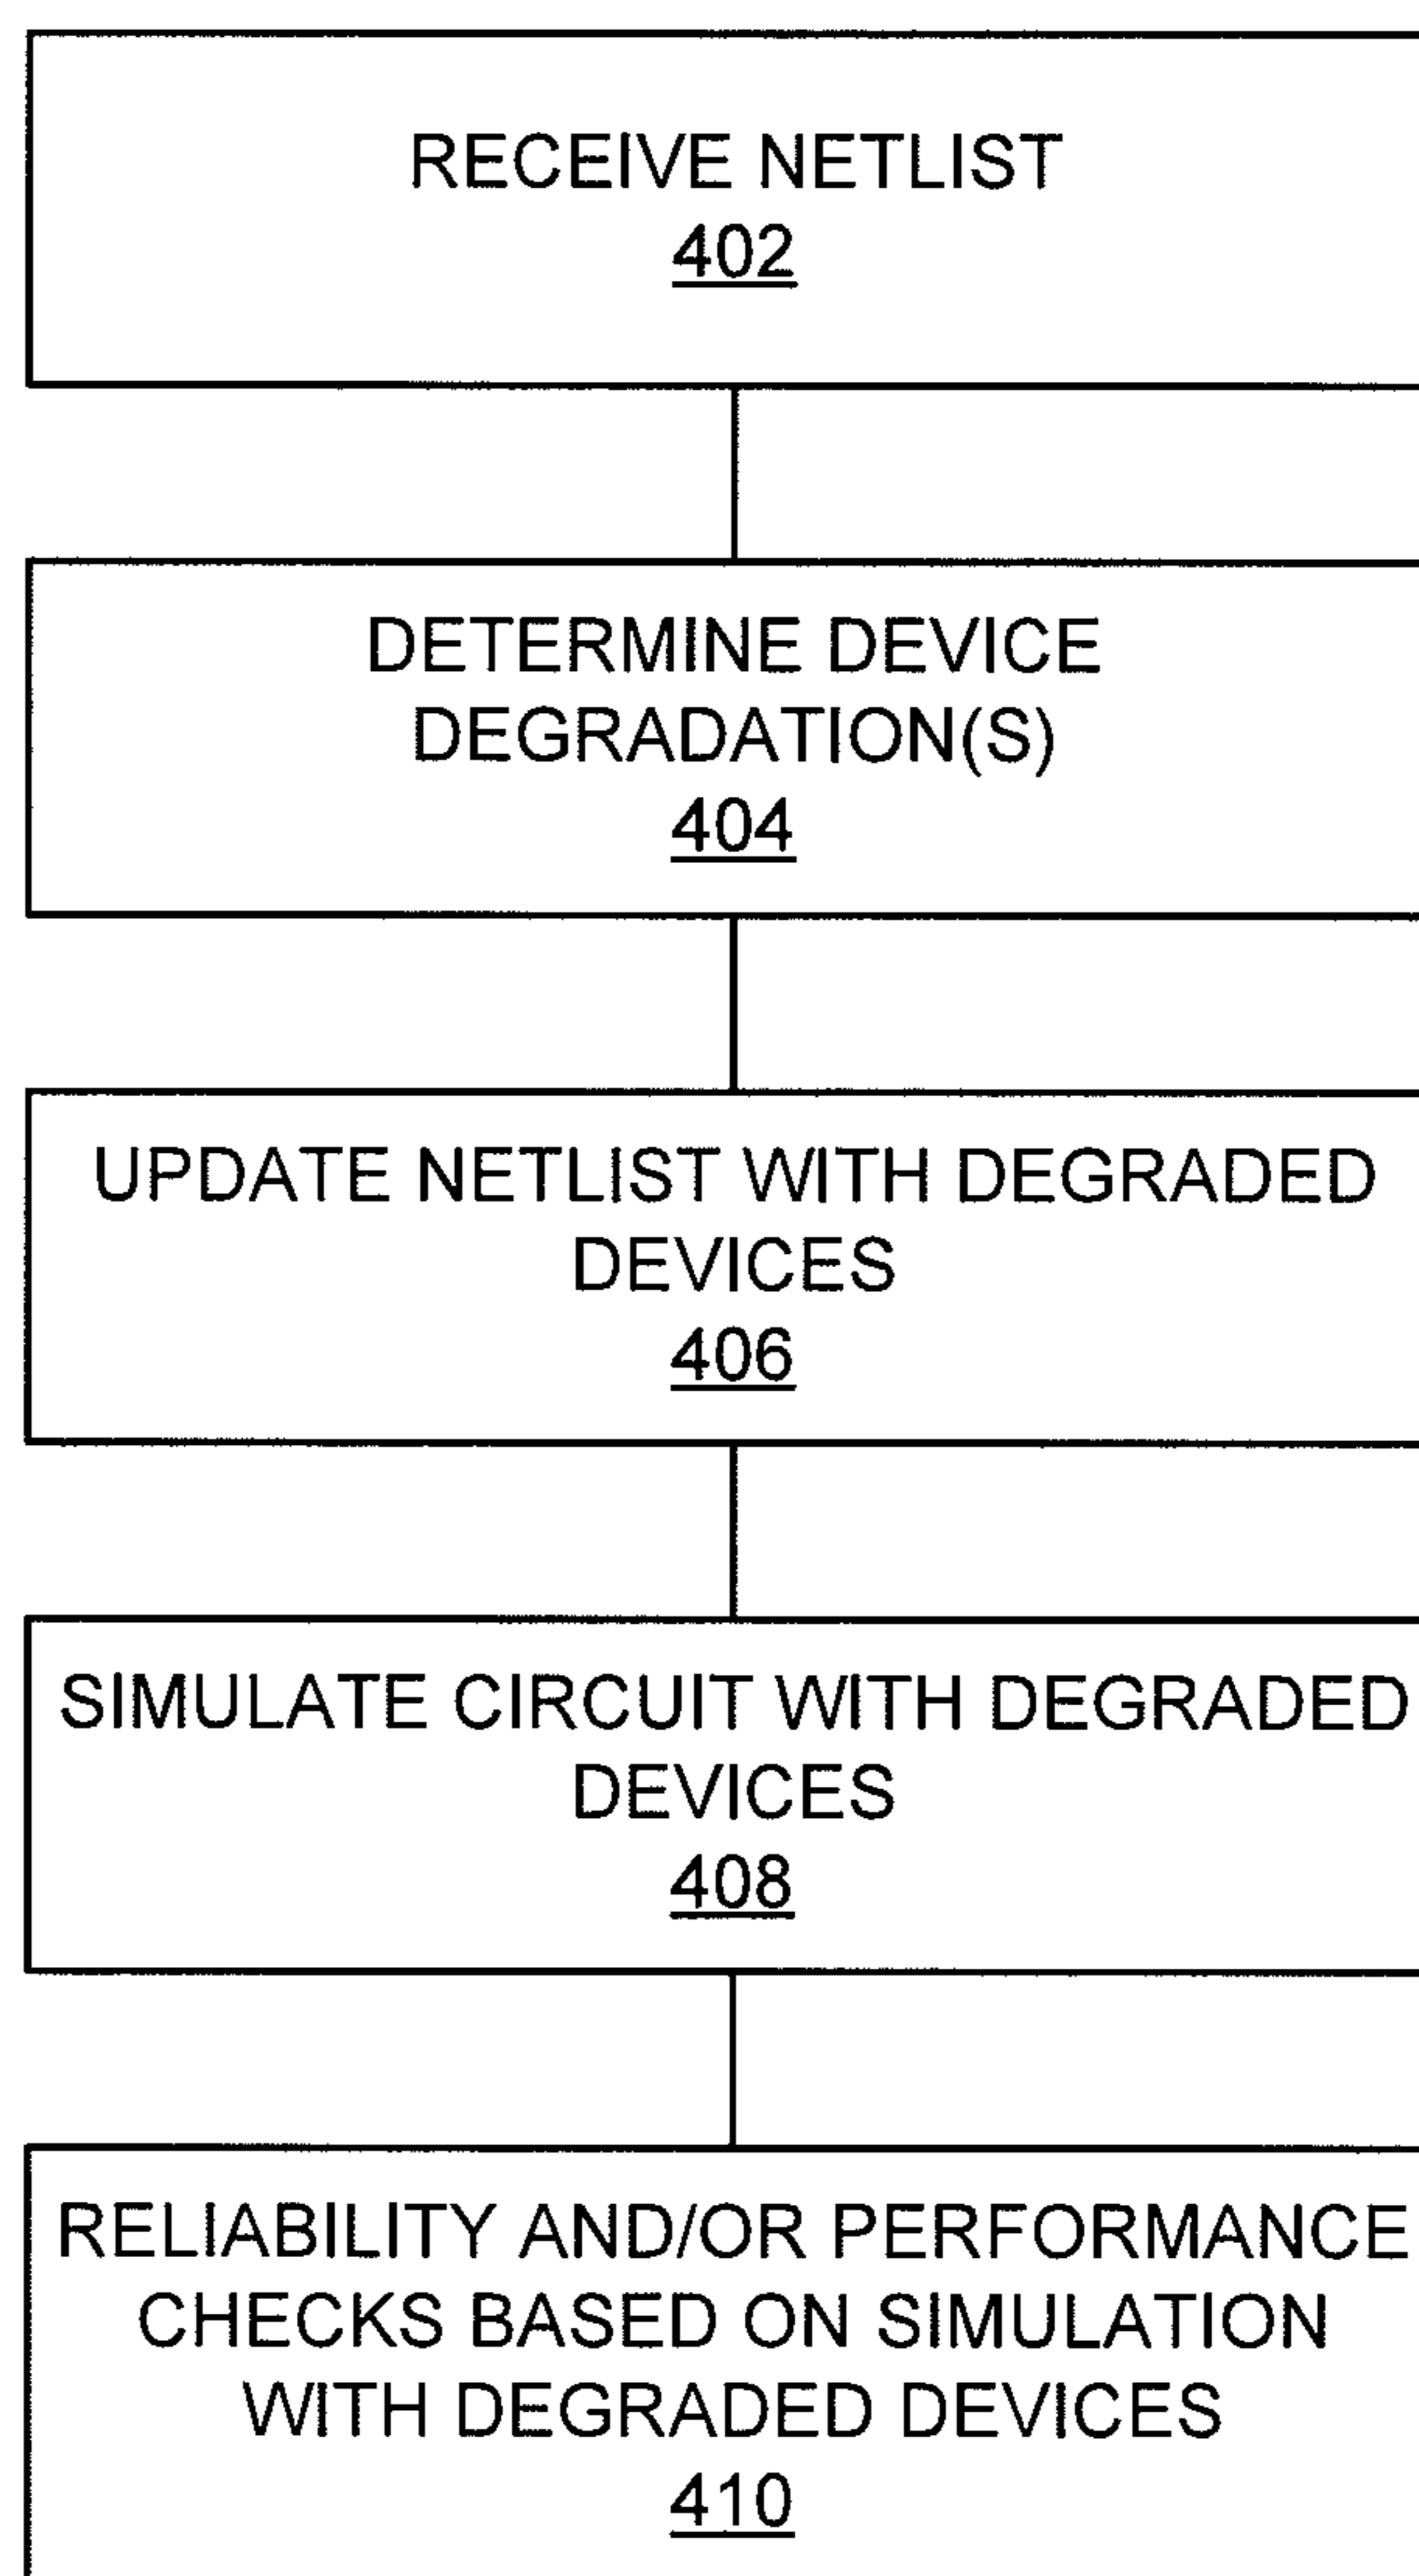 RECEIVE NETLIST
402
DETERMINE DEVICE
DEGRADATION(S)
404
UPDATE NETLIST WITH DEGRADED
DEVICES
406
SIMULATE CIRCUIT WITH DEGRADED
DEVICES
408
RELIABILITY AND/OR PERFORMANCE
CHECKS BASED ON SIMULATION
WITH DEGRADED DEVICES
410